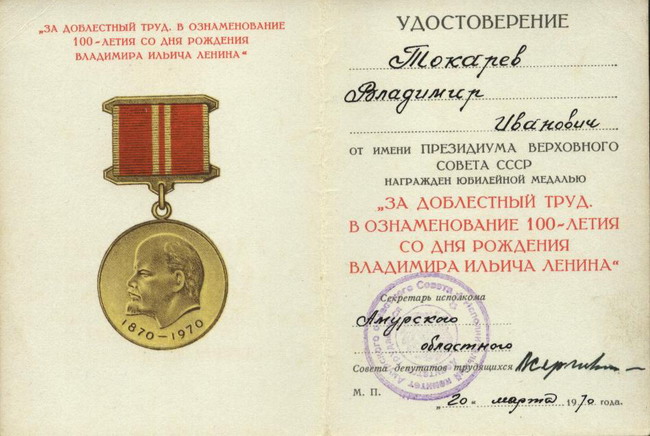 „ЗА ДОБЛЕСТНЫЙ ТРУД. В ОЗНАМЕНОВАНИЕ
100-ЛЕТИЯ СО ДНЯ РОЖДЕНИЯ
ВЛАДИМИРА ИЛЬИЧА ЛЕНИНА“
1870–1970
УДОСТОВЕРЕНИЕ
Токарев
Владимир
Иванович
ОТ ИМЕНИ ПРЕЗИДИУМА ВЕРХОВНОГО
СОВЕТА СССР
НАГРАЖДЕН ЮБИЛЕЙНОЙ МЕДАЛЬЮ
„ЗА ДОБЛЕСТНЫЙ ТРУД.
В ОЗНАМЕНОВАНИЕ 100-ЛЕТИЯ
СО ДНЯ РОЖДЕНИЯ
ВЛАДИМИРА ИЛЬИЧА ЛЕНИНА“
Секретарь исполкома
Амурского
областного
Совета депутатов трудящихся
М. П.
„20“ марта 1970 года.